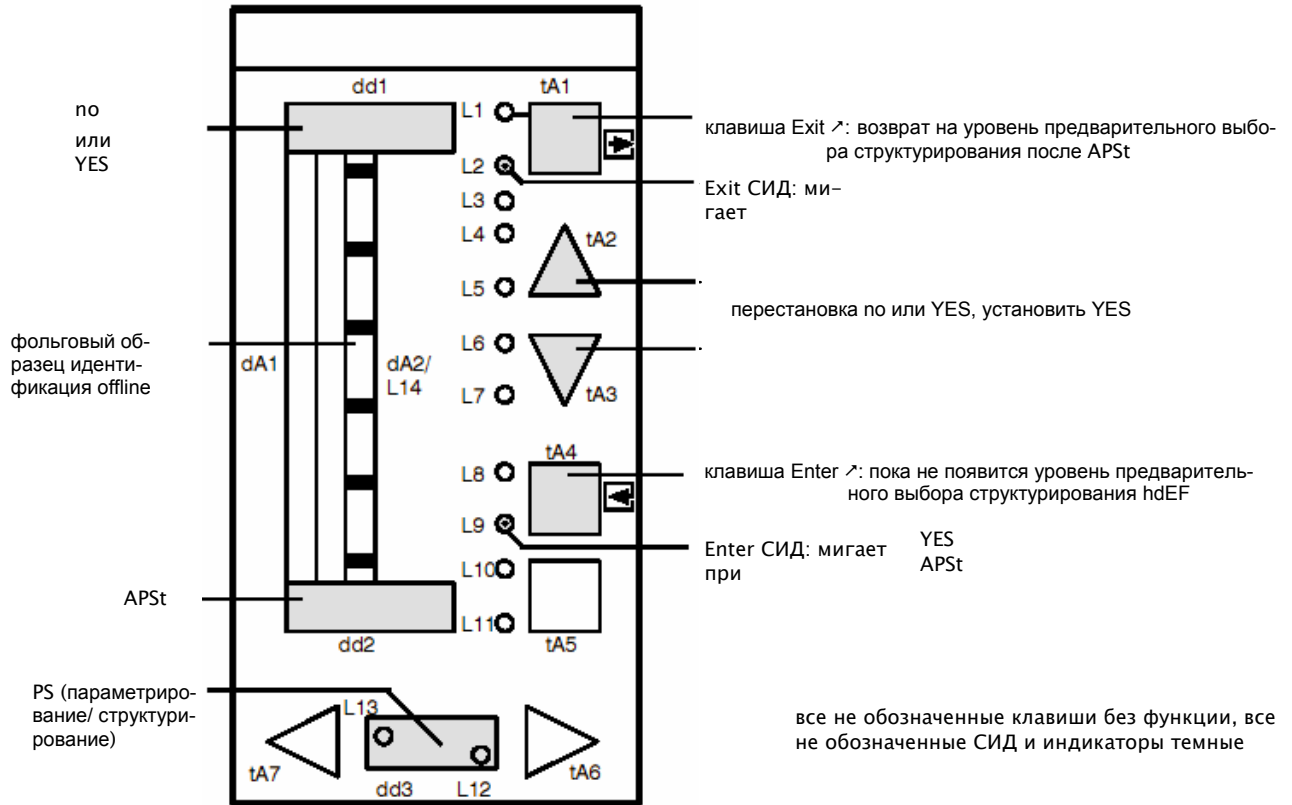 dd1
tA1
no
или
YES
L1
клавиша Exit ↗: возврат на уровень предварительного выбо-
ра структурирования после APSt
L2
Exit СИД: ми-
гает
L3
L4
tA2
L5
перестановка no или YES, установить YES
фольговый об-
разец иденти-
фикация offline
dA1
dA2/
L14
L6
L7
tA3
tA4
L8
клавиша Enter ↗: пока не появится уровень предваритель-
ного выбора структурирования hdEF
L9
Enter СИД: мигает
при
YES
APSt
L10
APSt
L11
dd2
tA5
PS (параметриро-
вание/ структури-
рование)
L13
все не обозначенные клавиши без функции, все
не обозначенные СИД и индикаторы темные
tA7
dd3
L12
tA6